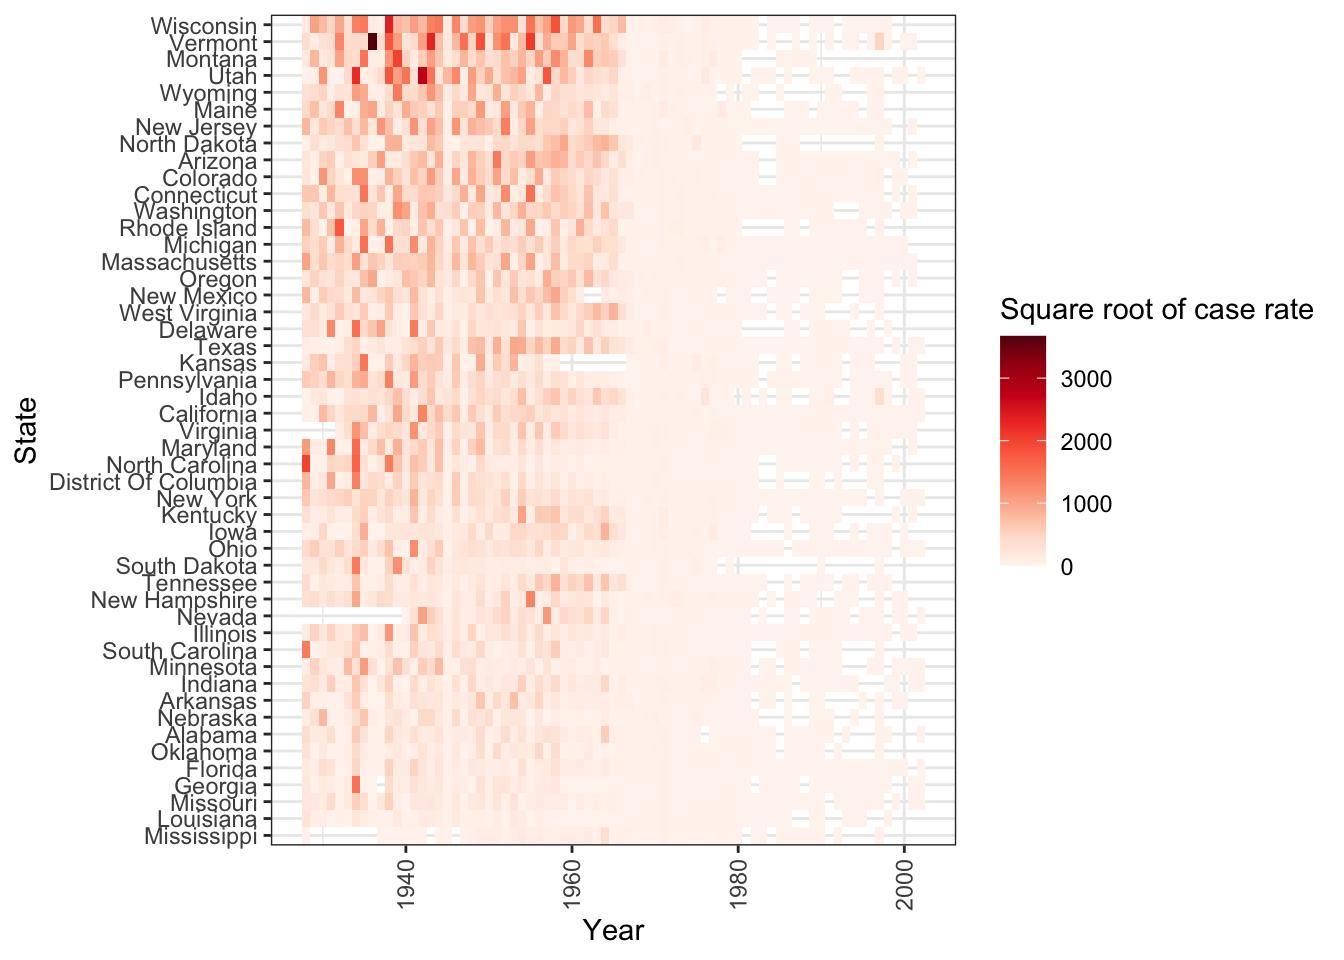 Wisconsin
Vermont
Montana
Utah
Wyoming
Maine
New Jersey
North Dakota
Arizona
Colorado
Connecticut
Washington
Rhode Island
Michigan
Massachusetts
Oregon
New Mexico
West Virginia
Delaware
Texas
Kansas
Pennsylvania
Idaho
California
Virginia
Maryland
North Carolina
District Of Columbia
New York
Kentucky
Iowa
Ohio
South Dakota
Tennessee
New Hampshire
Nevada
Illinois
South Carolina
Minnesota
Indiana
Arkansas
Nebraska
Alabama
Oklahoma
Florida
Georgia
Missouri
Louisiana
Mississippi
State
1940
1960
1980
2000
Year
Square root of case rate
3000
2000
1000
0